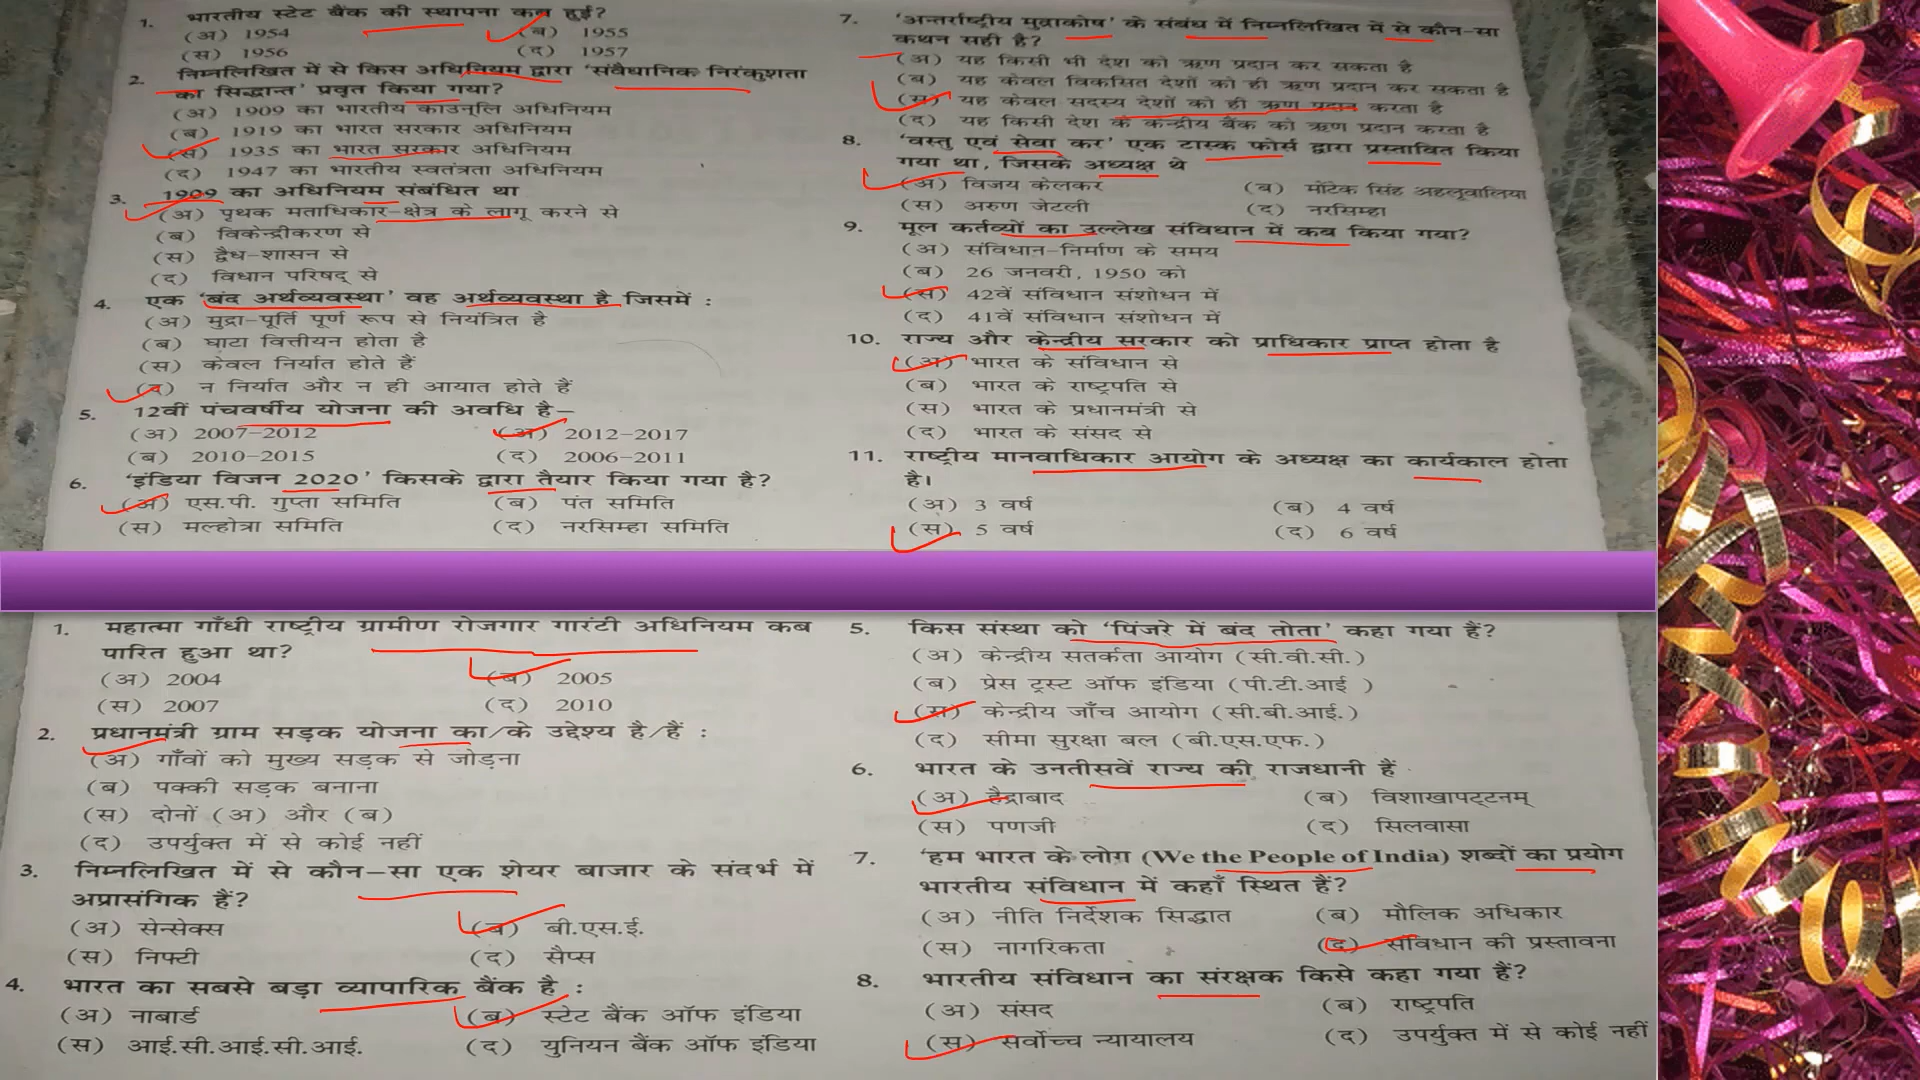 1. भारतीय स्टेट बैंक की स्थापना कब हुई?
(अ) 1954 (ब) 1955
(स) 1956 (द) 1957
2. निम्नलिखित में से किस अधिनियम द्वारा 'संवैधानिक निरंकुशता
का सिद्धान्त' प्रवृत किया गया?
(अ) 1909 का भारतीय काउन्लि अधिनियम
(ब) 1919 का भारत सरकार अधिनियम
(स) 1935 का भारत सरकार अधिनियम
(द) 1947 का भारतीय स्वतंत्रता अधिनियम
3. 1909 का अधिनियम संबंधित था
(अ) पृथक मताधिकार-क्षेत्र के लागू करने से
(ब) विकेन्द्रीकरण से
(स) द्वैध-शासन से
(द) विधान परिषद् से
4. एक 'बंद अर्थव्यवस्था' वह अर्थव्यवस्था है जिसमें :
(अ) मुद्रा-पूर्ति पूर्ण रूप से नियंत्रित है
(ब) घाटा वित्तीयन होता है
(स) केवल निर्यात होते हैं
(द) न निर्यात और न ही आयात होते हैं
5. 12वीं पंचवर्षीय योजना की अवधि है–
(अ) 2007–2012 (अ) 2012–2017
(ब) 2010–2015 (द) 2006–2011
6. 'इंडिया विजन 2020' किसके द्वारा तैयार किया गया है?
(अ) एस.पी. गुप्ता समिति (ब) पंत समिति
(स) मल्होत्रा समिति (द) नरसिम्हा समिति
7. 'अन्तर्राष्ट्रीय मुद्राकोष' के संबंध में निम्नलिखित में से कौन-सा
कथन सही है?
(अ) यह किसी भी देश को ऋण प्रदान कर सकता है
(ब) यह केवल विकसित देशों को ही ऋण प्रदान कर सकता है
(स) यह केवल सदस्य देशों को ही ऋण प्रदान करता है
(द) यह किसी देश के केन्द्रीय बैंक को ऋण प्रदान करता है
8. 'वस्तु एवं सेवा कर' एक टास्क फोर्स द्वारा प्रस्तावित किया
गया था, जिसके अध्यक्ष थे
(अ) विजय केलकर (ब) मोंटेक सिंह अहलूवालिया
(स) अरुण जेटली (द) नरसिम्हा
9. मूल कर्तव्यों का उल्लेख संविधान में कब किया गया?
(अ) संविधान-निर्माण के समय
(ब) 26 जनवरी, 1950 को
(स) 42वें संविधान संशोधन में
(द) 41वें संविधान संशोधन में
10. राज्य और केन्द्रीय सरकार को प्राधिकार प्राप्त होता है
(अ) भारत के संविधान से
(ब) भारत के राष्ट्रपति से
(स) भारत के प्रधानमंत्री से
(द) भारत के संसद से
11. राष्ट्रीय मानवाधिकार आयोग के अध्यक्ष का कार्यकाल होता
है।
(अ) 3 वर्ष (ब) 4 वर्ष
(स) 5 वर्ष (द) 6 वर्ष
1. महात्मा गाँधी राष्ट्रीय ग्रामीण रोजगार गारंटी अधिनियम कब
पारित हुआ था?
(अ) 2004 (ब) 2005
(स) 2007 (द) 2010
2. प्रधानमंत्री ग्राम सड़क योजना का/के उद्देश्य है/हैं :
(अ) गाँवों को मुख्य सड़क से जोड़ना
(ब) पक्की सड़क बनाना
(स) दोनों (अ) और (ब)
(द) उपर्युक्त में से कोई नहीं
3. निम्नलिखित में से कौन–सा एक शेयर बाजार के संदर्भ में
अप्रासंगिक हैं?
(अ) सेन्सेक्स (ब) बी.एस.ई.
(स) निफ्टी (द) सैप्स
4. भारत का सबसे बड़ा व्यापारिक बैंक है :
(अ) नाबार्ड (ब) स्टेट बैंक ऑफ इंडिया
(स) आई.सी.आई.सी.आई. (द) युनियन बैंक ऑफ इंडिया
5. किस संस्था को 'पिंजरे में बंद तोता' कहा गया हैं?
(अ) केन्द्रीय सतर्कता आयोग (सी.वी.सी.)
(ब) प्रेस ट्रस्ट ऑफ इंडिया (पी.टी.आई )
(स) केन्द्रीय जाँच आयोग (सी.बी.आई.)
(द) सीमा सुरक्षा बल (बी.एस.एफ.)
6. भारत के उनतीसवें राज्य की राजधानी हैं
(अ) हैद्राबाद (ब) विशाखापट्टनम्
(स) पणजी (द) सिलवासा
7. 'हम भारत के लोग (We the People of India) शब्दों का प्रयोग
भारतीय संविधान में कहाँ स्थित हैं?
(अ) नीति निर्देशक सिद्धात (ब) मौलिक अधिकार
(स) नागरिकता (द) संविधान की प्रस्तावना
8. भारतीय संविधान का संरक्षक किसे कहा गया हैं?
(अ) संसद (ब) राष्ट्रपति
(स) सर्वोच्च न्यायालय (द) उपर्युक्त में से कोई नहीं